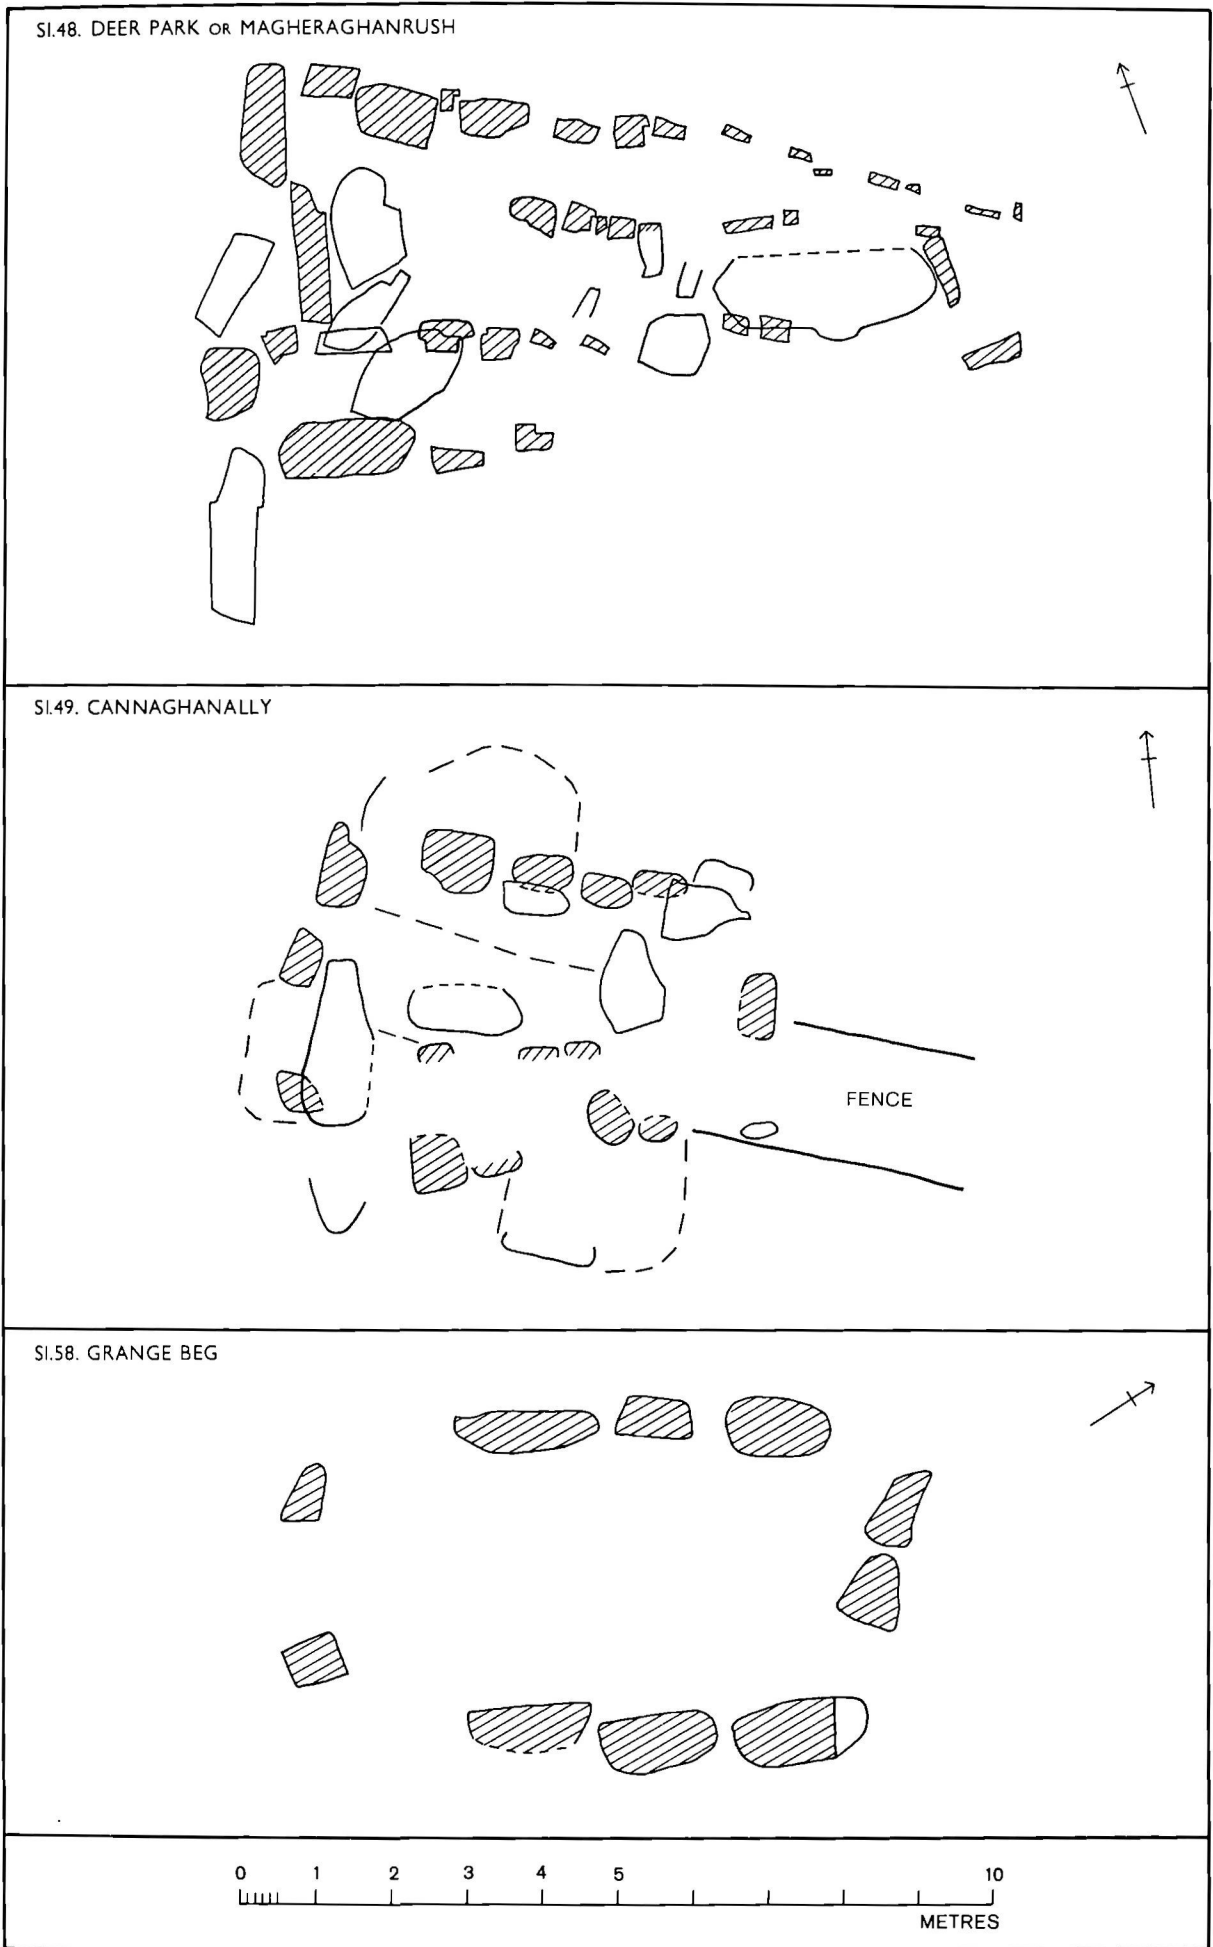 Sl.48. DEER PARK OR MAGHERAGHANRUSH
Sl.49. CANNAGHANALLY
FENCE
Sl.58. GRANGE BEG
0 1 2 3 4 5 10
METRES